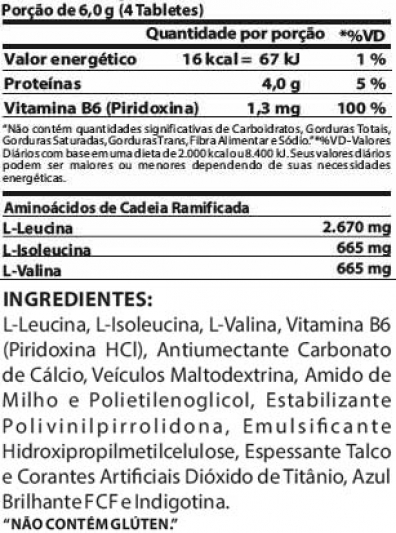 Porção de 6,0 g (4 Tabletes)
Quantidade por porção *%VD
Valor energético 16 kcal = 67 kJ 1 %
Proteínas 4,0 g 5 %
Vitamina B6 (Piridoxina) 1,3 mg 100 %
*Não contém quantidades significativas de Carboidratos, Gorduras Totais,
Gorduras Saturadas, Gorduras Trans, Fibra Alimentar e Sódio."*%VD-Valores
Diários com base em uma dieta de 2.000 kcal ou 8.400 kJ. Seus valores diários
podem ser maiores ou menores dependendo de suas necessidades
energéticas.
Aminoácidos de Cadeia Ramificada
L-Leucina 2.670 mg
L-Isoleucina 665 mg
L-Valina 665 mg
INGREDIENTES:
L-Leucina, L-Isoleucina, L-Valina, Vitamina B6
(Piridoxina HCl), Antiumectante Carbonato
de Cálcio, Veículos Maltodextrina, Amido de
Milho e Polietilenoglicol, Estabilizante
Polivinilpirrolidona, Emulsificante
Hidroxipropilmetilcelulose, Espessante Talco
e Corantes Artificiais Dióxido de Titânio, Azul
Brilhante FCF e Indigotina.
"NÃO CONTÉM GLÚTEN."